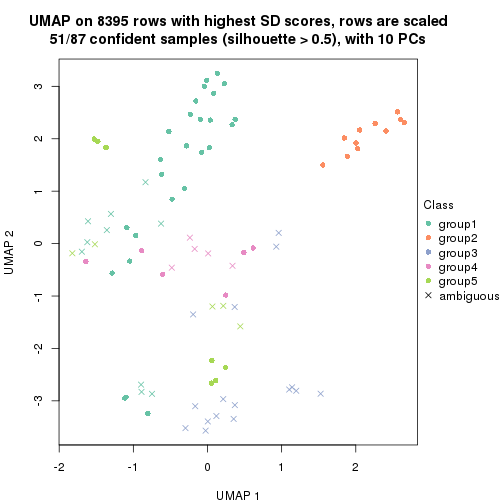 UMAP on 8395 rows with highest SD scores, rows are scaled
51/87 confident samples (silhouette > 0.5), with 10 PCs
3
2
1
0
-1
-2
-3
UMAP 2
-2
-1
0
1
2
UMAP 1
Class
group1
group2
group3
group4
group5
ambiguous